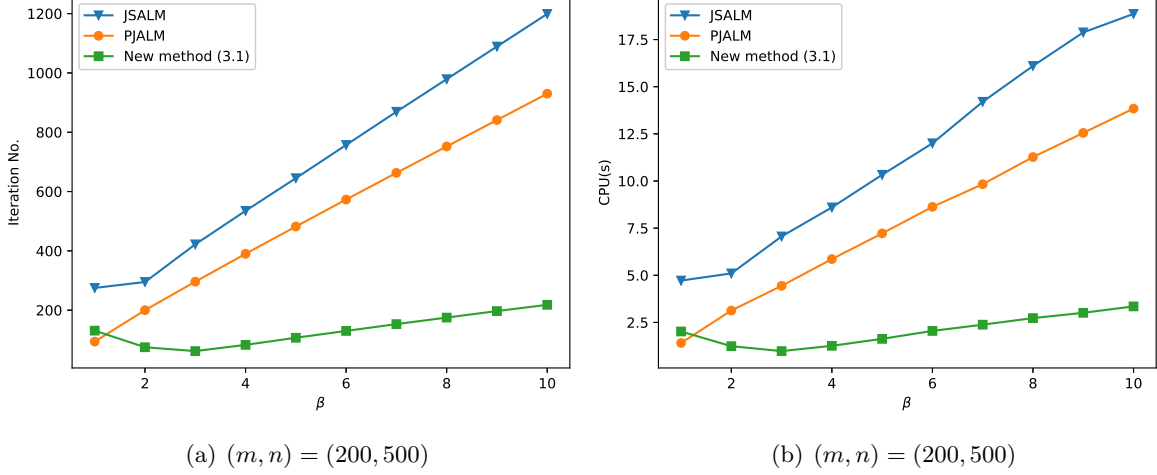 JSALM
PJALM
New method (3.1)
1200
1000
800
600
400
200
Iteration No.
2
4
6
8
10
β
(a) (m, n) = (200, 500)
JSALM
PJALM
New method (3.1)
17.5
15.0
12.5
10.0
7.5
5.0
2.5
CPU(s)
2
4
6
8
10
β
(b) (m, n) = (200, 500)